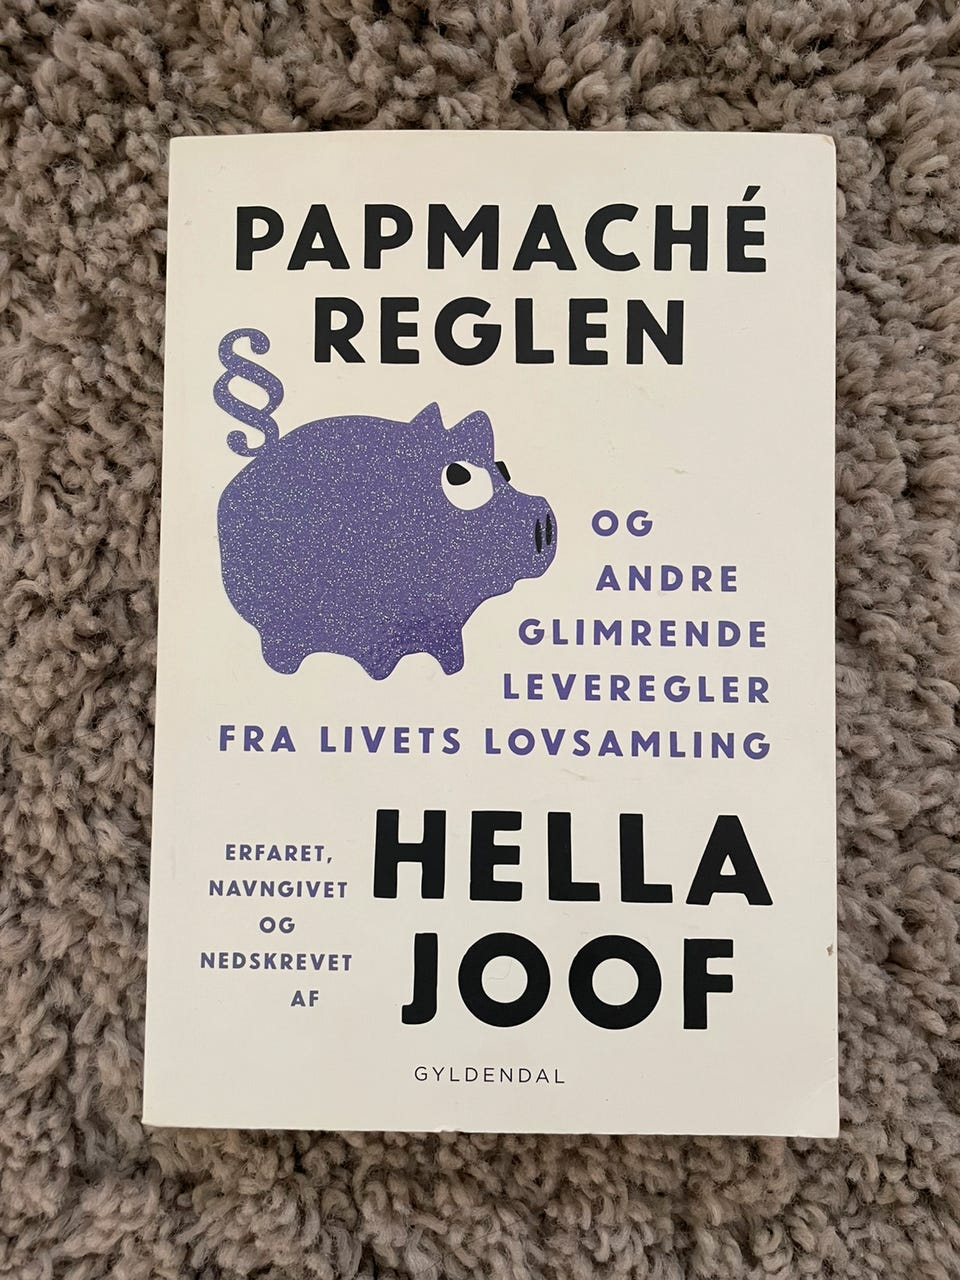 PAPMACHÉ
REGLEN
OG
ANDRE
GLIMRENDE
LEVEREGLER
FRA LIVETS LOVSAMLING
ERFARET,
NAVNGIVET
OG
NEDSKREVET
AF
HELLA
JOOF
GYLDENDAL